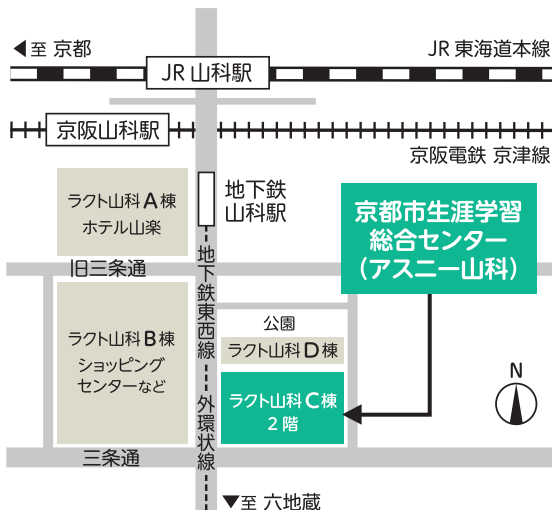 ◀至 京都
JR 東海道本線
JR 山科駅
京阪山科駅
京阪電鉄 京津線
ラクト山科A棟
ホテル山楽
地下鉄
山科駅
京都市生涯学習
総合センター
（アスニー山科）
旧三条通
地下鉄東西線
公園
ラクト山科D棟
ラクト山科B棟
ショッピング
センターなど
ラクト山科C棟
2階
外環状線
N
三条通
▼至 六地蔵